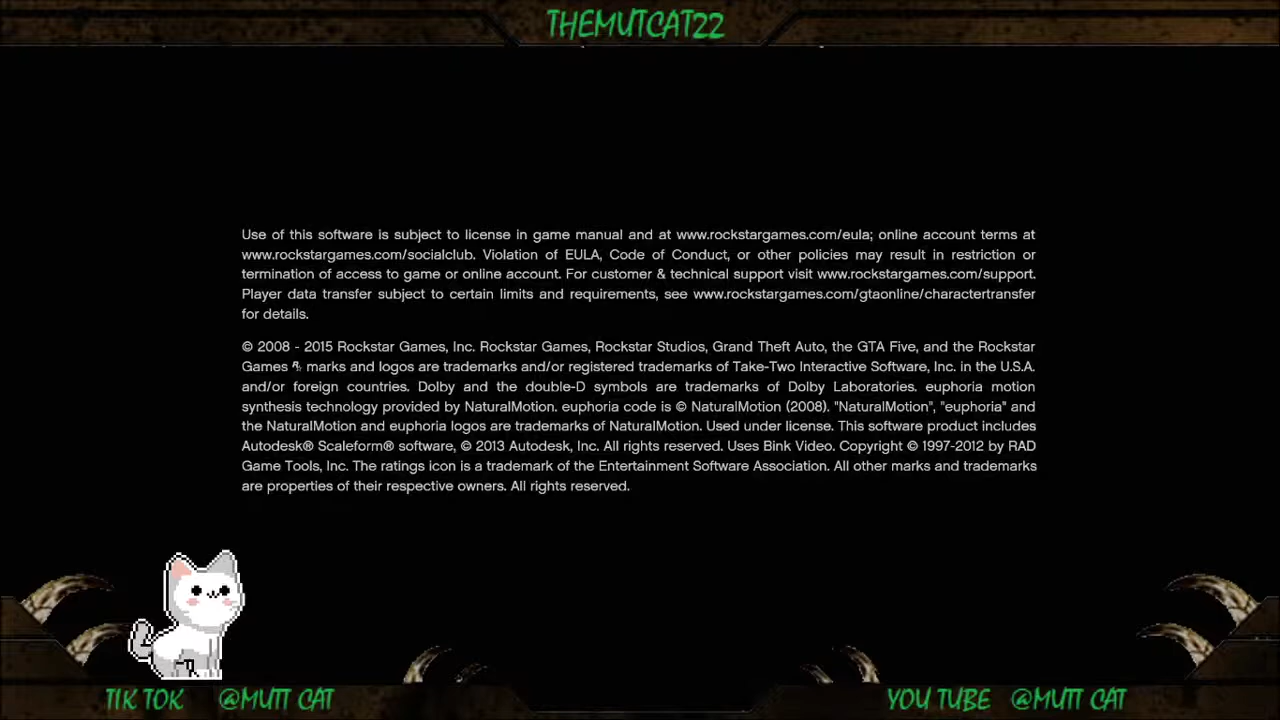 THEMUTCAT22
Use of this software is subject to license in game manual and at www.rockstargames.com/eula; online account terms at
www.rockstargames.com/socialclub. Violation of EULA, Code of Conduct, or other policies may result in restriction or
termination of access to game or online account. For customer & technical support visit www.rockstargames.com/support.
Player data transfer subject to certain limits and requirements, see www.rockstargames.com/gtaonline/charactertransfer
for details.
© 2008 - 2015 Rockstar Games, Inc. Rockstar Games, Rockstar Studios, Grand Theft Auto, the GTA Five, and the Rockstar
Games R* marks and logos are trademarks and/or registered trademarks of Take-Two Interactive Software, Inc. in the U.S.A.
and/or foreign countries. Dolby and the double-D symbols are trademarks of Dolby Laboratories. euphoria motion
synthesis technology provided by NaturalMotion. euphoria code is © NaturalMotion (2008). "NaturalMotion", "euphoria" and
the NaturalMotion and euphoria logos are trademarks of NaturalMotion. Used under license. This software product includes
Autodesk® Scaleform® software, © 2013 Autodesk, Inc. All rights reserved. Uses Bink Video. Copyright © 1997-2012 by RAD
Game Tools, Inc. The ratings icon is a trademark of the Entertainment Software Association. All other marks and trademarks
are properties of their respective owners. All rights reserved.
TIK TOK @MUTT CAT
YOU TUBE @MUTT CAT